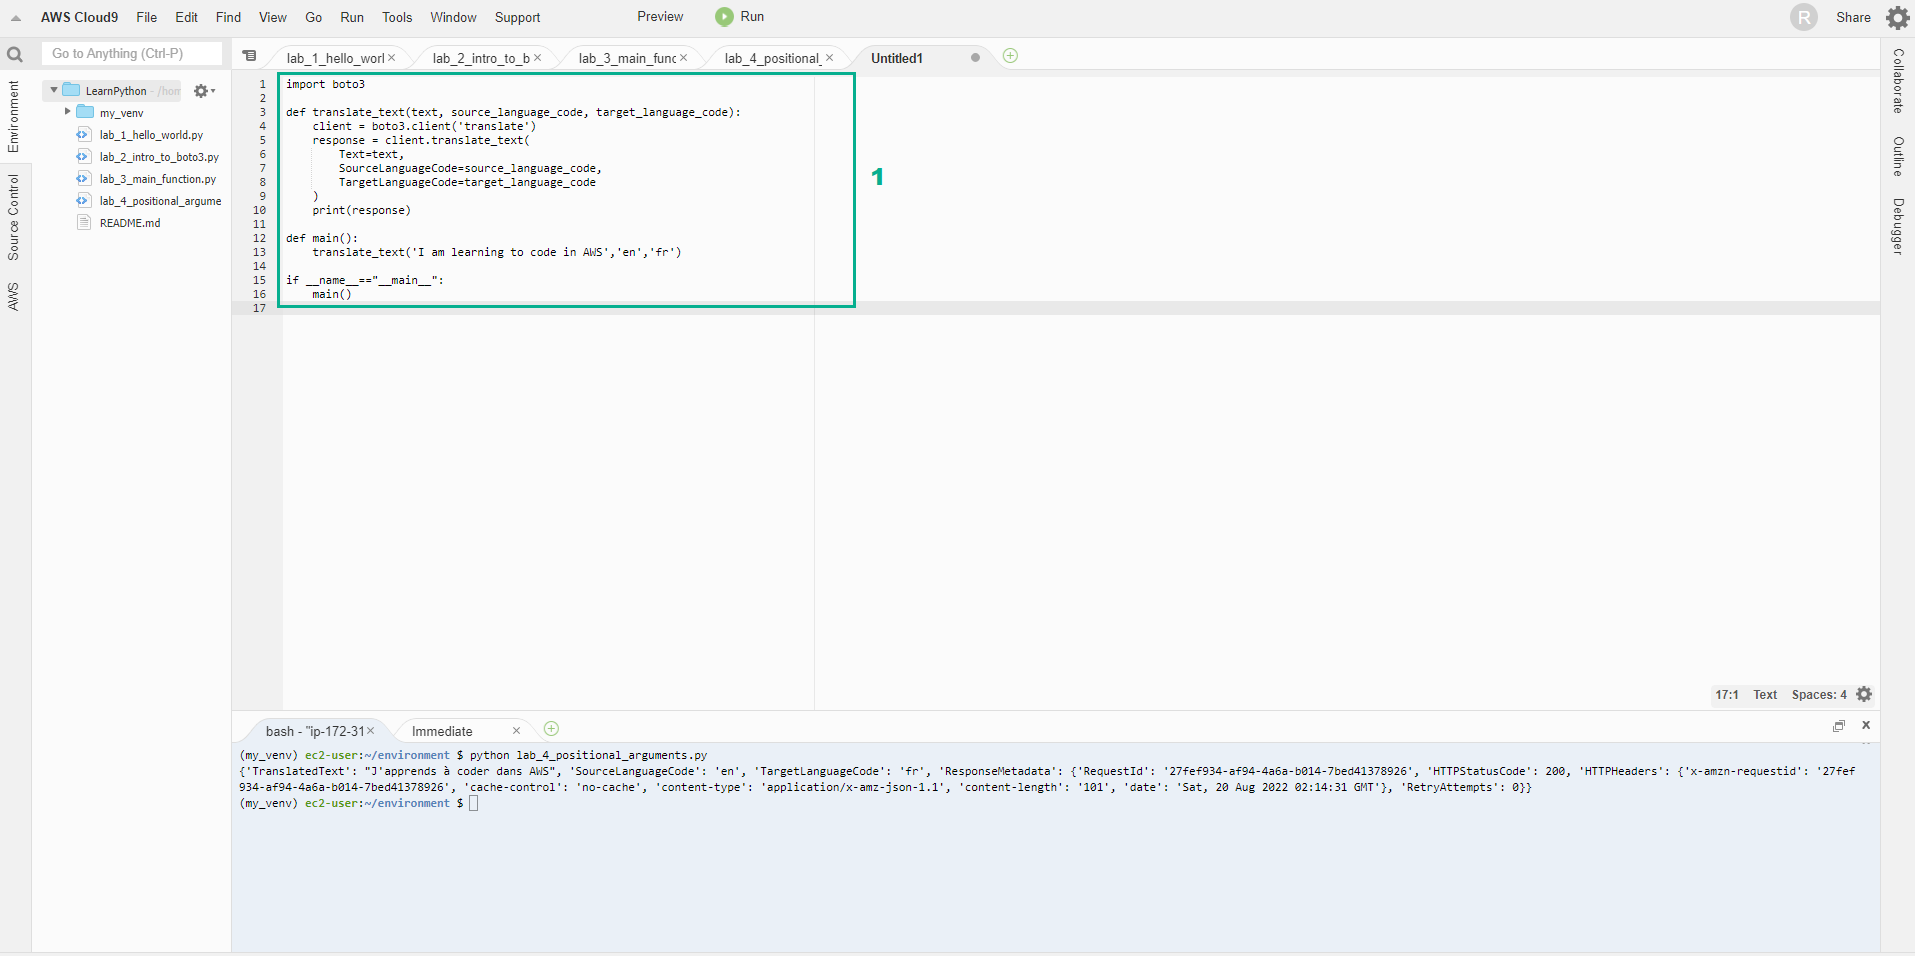 AWS Cloud9 File Edit Find View Go Run Tools Window Support Preview Run R Share
Go to Anything (Ctrl-P)
lab_1_hello_worl lab_2_intro_to_b lab_3_main_func lab_4_positional_ Untitled1
Environment
Source Control
AWS
LearnPython - /hom
my_venv
lab_1_hello_world.py
lab_2_intro_to_boto3.py
lab_3_main_function.py
lab_4_positional_argume
README.md
1 import boto3
2
3 def translate_text(text, source_language_code, target_language_code):
4 client = boto3.client('translate')
5 response = client.translate_text(
6 Text=text,
7 SourceLanguageCode=source_language_code,
8 TargetLanguageCode=target_language_code
9 )
10 print(response)
11
12 def main():
13 translate_text('I am learning to code in AWS','en','fr')
14
15 if __name__=="__main__":
16 main()
17
1
Collaborate
Outline
Debugger
17:1 Text Spaces: 4
bash - "ip-172-31 Immediate
(my_venv) ec2-user:~/environment $ python lab_4_positional_arguments.py
{'TranslatedText': "J'apprends à coder dans AWS", 'SourceLanguageCode': 'en', 'TargetLanguageCode': 'fr', 'ResponseMetadata': {'RequestId': '27fef934-af94-4a6a-b014-7bed41378926', 'HTTPStatusCode': 200, 'HTTPHeaders': {'x-amzn-requestid': '27fef
934-af94-4a6a-b014-7bed41378926', 'cache-control': 'no-cache', 'content-type': 'application/x-amz-json-1.1', 'content-length': '101', 'date': 'Sat, 20 Aug 2022 02:14:31 GMT'}, 'RetryAttempts': 0}}
(my_venv) ec2-user:~/environment $